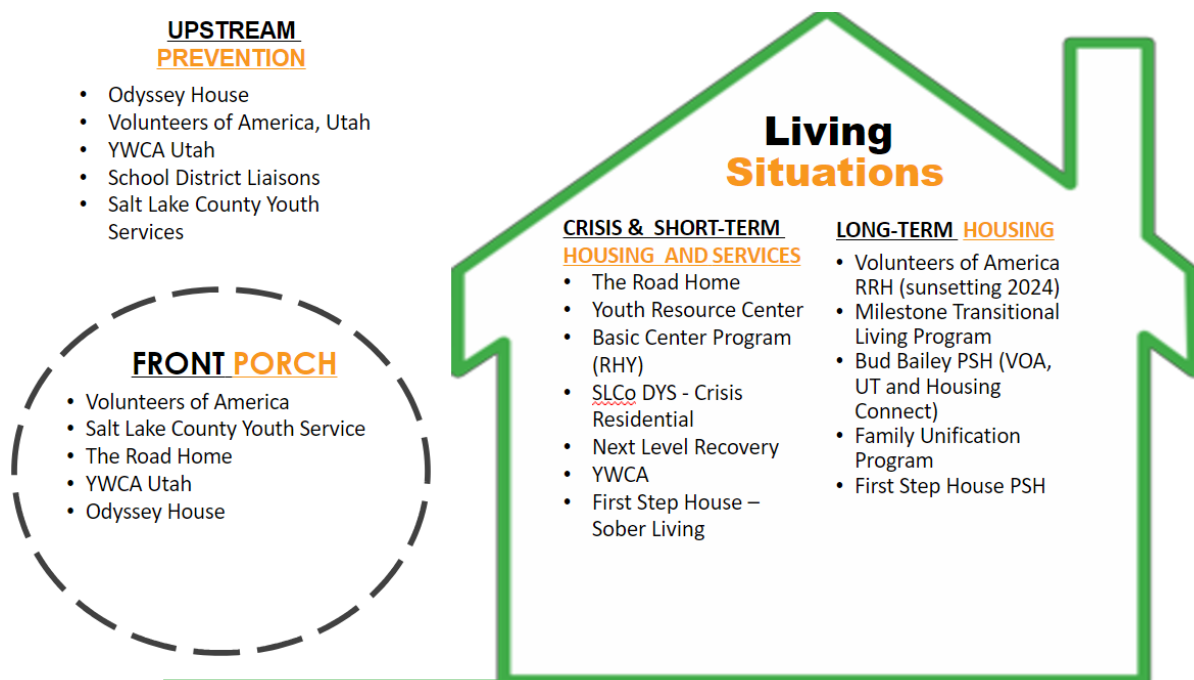 UPSTREAM
PREVENTION
• Odyssey House
• Volunteers of America, Utah
• YWCA Utah
• School District Liaisons
• Salt Lake County Youth
Services
FRONT PORCH
• Volunteers of America
• Salt Lake County Youth Service
• The Road Home
• YWCA Utah
• Odyssey House
Living
Situations
CRISIS & SHORT-TERM
HOUSING AND SERVICES
• The Road Home
• Youth Resource Center
• Basic Center Program
(RHY)
• SLCo DYS - Crisis
Residential
• Next Level Recovery
• YWCA
• First Step House –
Sober Living
LONG-TERM HOUSING
• Volunteers of America
RRH (sunsetting 2024)
• Milestone Transitional
Living Program
• Bud Bailey PSH (VOA,
UT and Housing
Connect)
• Family Unification
Program
• First Step House PSH